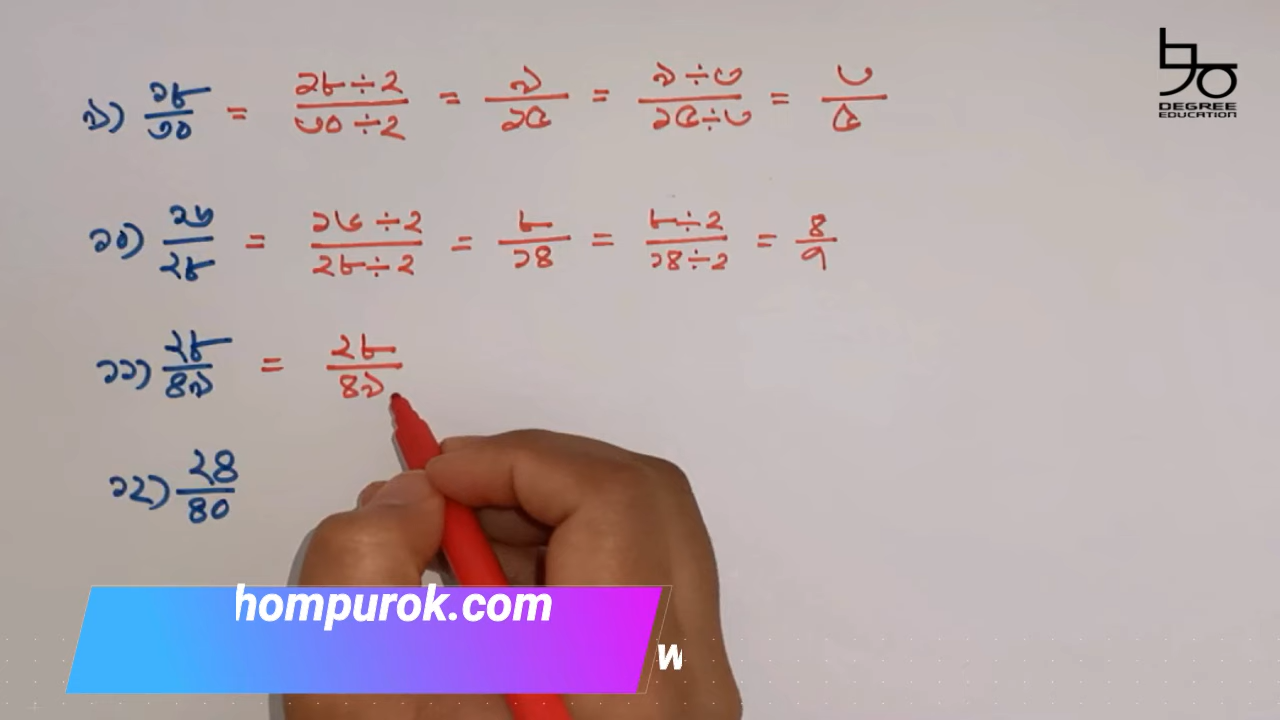 ৯) ১৮/৩০ = ১৮÷২/৩০÷২ = ৯/১৫ = ৯÷৩/১৫÷৩ = ৩/৫
১০) ১৬/২৮ = ১৬÷২/২৮÷২ = ৮/১৪ = ৮÷২/১৪÷২ = ৪/৭
১১) ২৮/৪৯ = ২৮/৪৯
১২) ২৪/৪০
hompurok.com
w
১০
DEGREE
EDUCATION